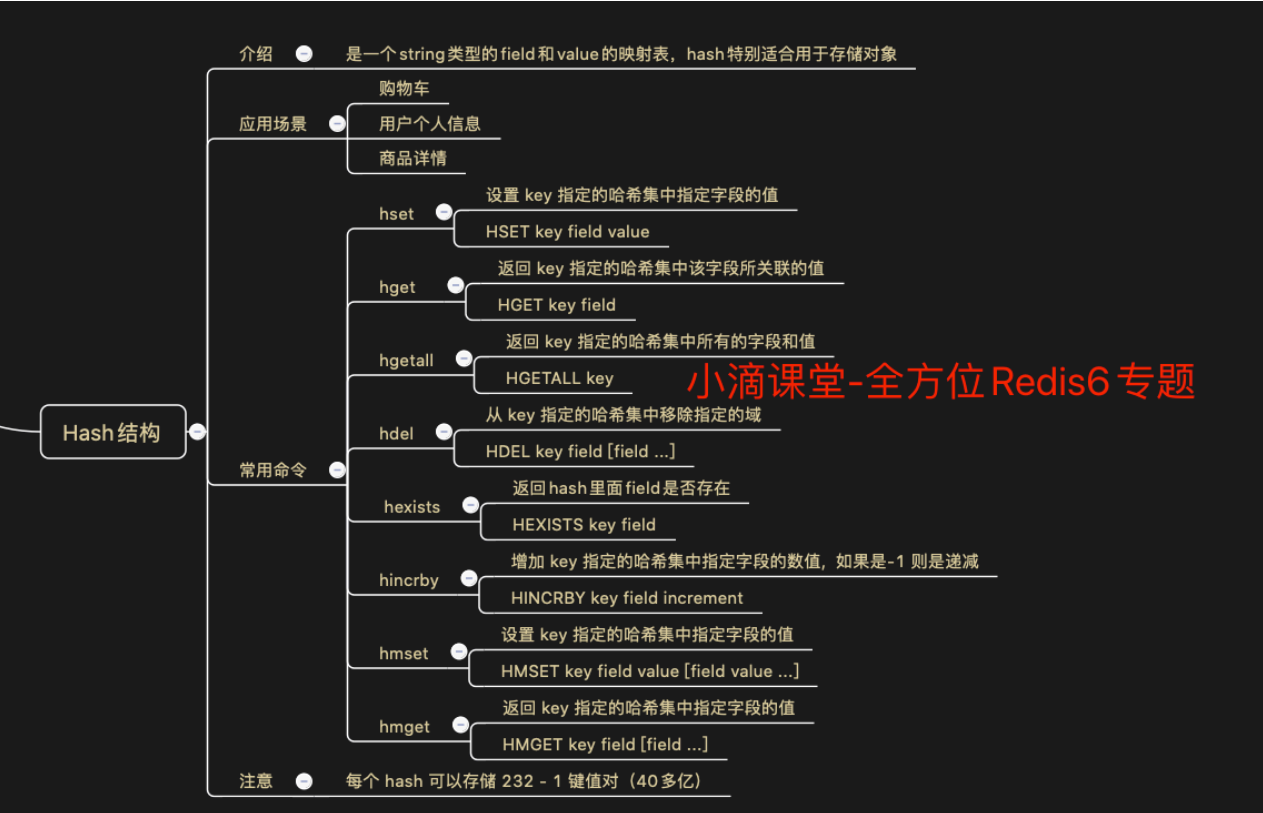 Hash结构
介绍
是一个string类型的field和value的映射表，hash特别适合用于存储对象
应用场景
购物车
用户个人信息
商品详情
常用命令
hset
设置 key 指定的哈希集中指定字段的值
HSET key field value
hget
返回 key 指定的哈希集中该字段所关联的值
HGET key field
hgetall
返回 key 指定的哈希集中所有的字段和值
HGETALL key
小滴课堂-全方位Redis6专题
hdel
从 key 指定的哈希集中移除指定的域
HDEL key field [field ...]
hexists
返回hash里面field是否存在
HEXISTS key field
hincrby
增加 key 指定的哈希集中指定字段的数值，如果是-1 则是递减
HINCRBY key field increment
hmset
设置 key 指定的哈希集中指定字段的值
HMSET key field value [field value ...]
hmget
返回 key 指定的哈希集中指定字段的值
HMGET key field [field ...]
注意
每个 hash 可以存储 232 - 1 键值对（40多亿）